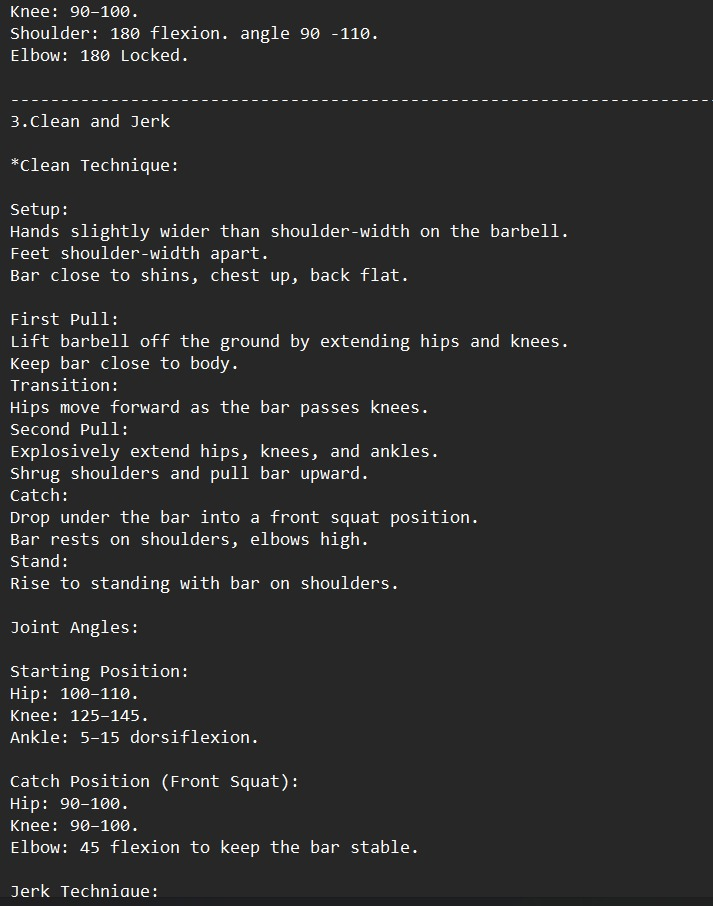 Knee: 90–100.
Shoulder: 180 flexion. angle 90 -110.
Elbow: 180 Locked.
-----------------------------------------------------------------------
3.Clean and Jerk
*Clean Technique:
Setup:
Hands slightly wider than shoulder-width on the barbell.
Feet shoulder-width apart.
Bar close to shins, chest up, back flat.
First Pull:
Lift barbell off the ground by extending hips and knees.
Keep bar close to body.
Transition:
Hips move forward as the bar passes knees.
Second Pull:
Explosively extend hips, knees, and ankles.
Shrug shoulders and pull bar upward.
Catch:
Drop under the bar into a front squat position.
Bar rests on shoulders, elbows high.
Stand:
Rise to standing with bar on shoulders.
Joint Angles:
Starting Position:
Hip: 100–110.
Knee: 125–145.
Ankle: 5–15 dorsiflexion.
Catch Position (Front Squat):
Hip: 90–100.
Knee: 90–100.
Elbow: 45 flexion to keep the bar stable.
Jerk Technique: